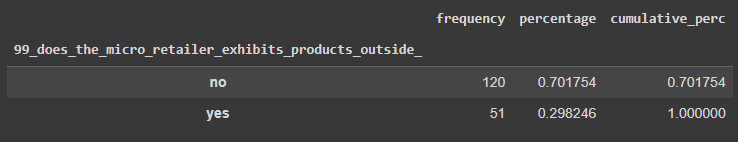 frequency percentage cumulative_perc
99_does_the_micro_retailer_exhibits_products_outside_
no 120 0.701754 0.701754
yes 51 0.298246 1.000000